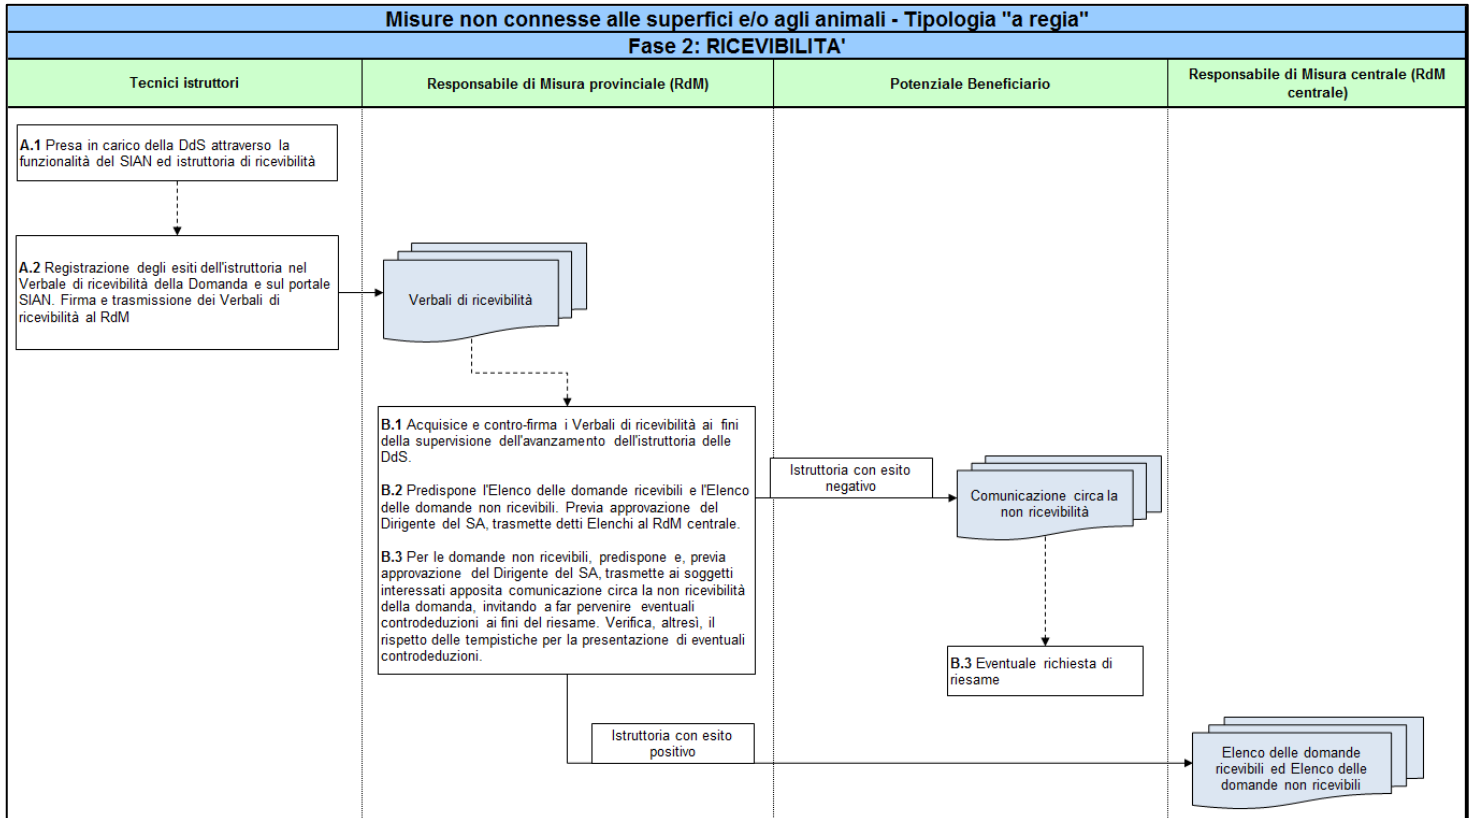 Misure non connesse alle superfici e/o agli animali - Tipologia "a regia"
Fase 2: RICEVIBILITA'
Tecnici istruttori
Responsabile di Misura provinciale (RdM)
Potenziale Beneficiario
Responsabile di Misura centrale (RdM
centrale)
A.1 Presa in carico della DdS attraverso la
funzionalità del SIAN ed istruttoria di ricevibilità
A.2 Registrazione degli esiti dell'istruttoria nel
Verbale di ricevibilità della Domanda e sul portale
SIAN. Firma e trasmissione dei Verbali di
ricevibilità al RdM
Verbali di ricevibilità
B.1 Acquisice e contro-firma i Verbali di ricevibilità ai fini
della supervisione dell'avanzamento dell'istruttoria delle
DdS.
B.2 Predispone l'Elenco delle domande ricevibili e l'Elenco
delle domande non ricevibili. Previa approvazione del
Dirigente del SA, trasmette detti Elenchi al RdM centrale.
B.3 Per le domande non ricevibili, predispone e, previa
approvazione del Dirigente del SA, trasmette ai soggetti
interessati apposita comunicazione circa la non ricevibilità
della domanda, invitando a far pervenire eventuali
controdeduzioni ai fini del riesame. Verifica, altresì, il
rispetto delle tempistiche per la presentazione di eventuali
controdeduzioni.
Istruttoria con esito
negativo
Comunicazione circa la
non ricevibilità
B.3 Eventuale richiesta di
riesame
Istruttoria con esito
positivo
Elenco delle domande
ricevibili ed Elenco delle
domande non ricevibili